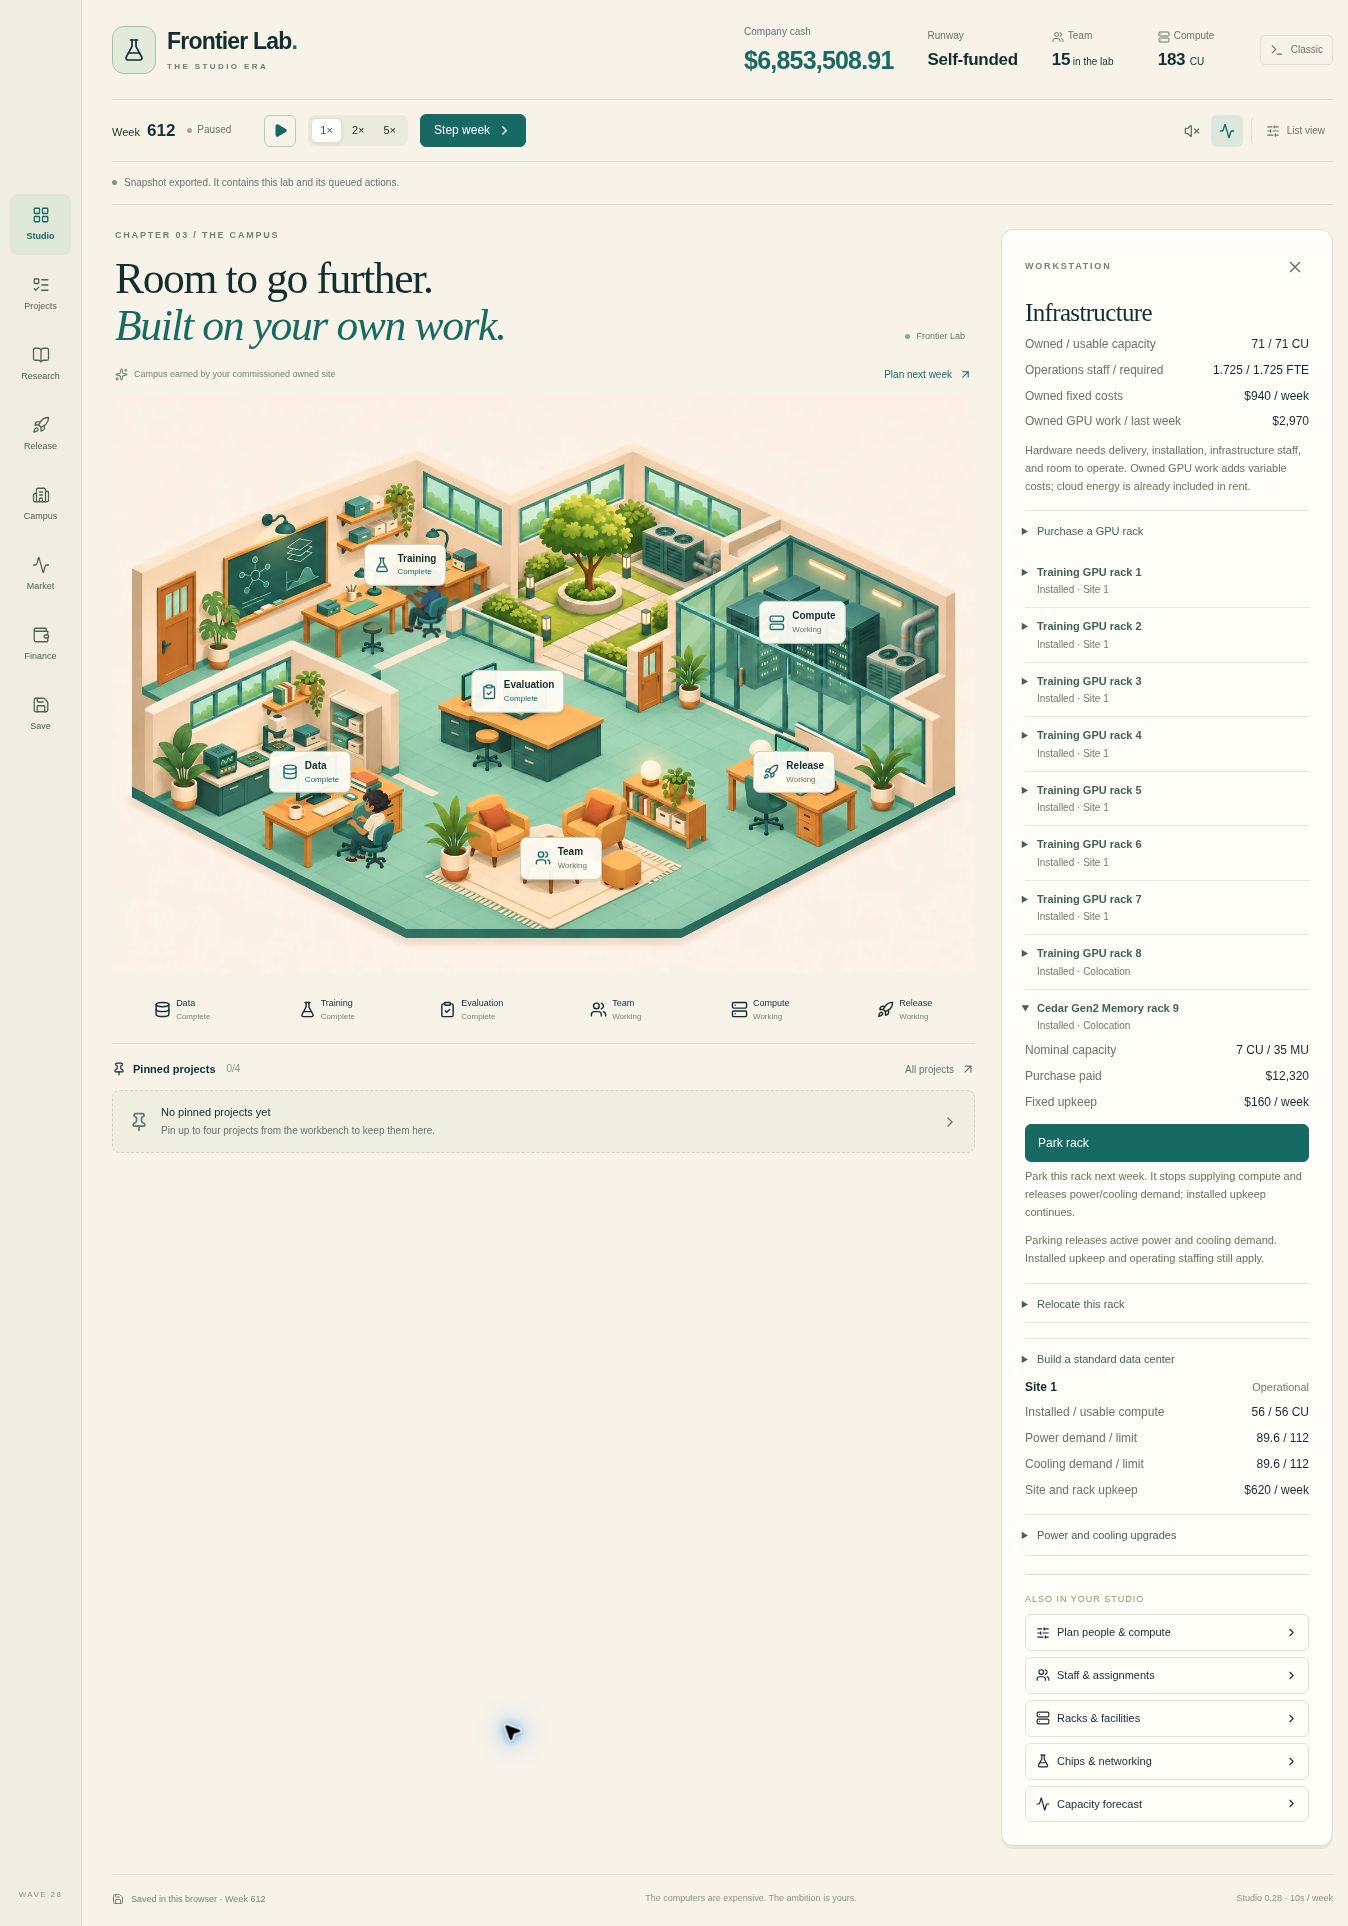 Frontier Lab.
THE STUDIO ERA
Company cash
$6,853,508.91
Runway
Self-funded
Team
15 in the lab
Compute
183 CU
Classic
Week 612
Paused
1×
2×
5×
Step week
List view
Snapshot exported. It contains this lab and its queued actions.
Studio
Projects
Research
Release
Campus
Market
Finance
Save
WAVE 28
CHAPTER 03 / THE CAMPUS
Room to go further.
Built on your own work.
Frontier Lab
Campus earned by your commissioned owned site
Plan next week
Training
Complete
Compute
Working
Evaluation
Complete
Data
Complete
Release
Working
Team
Working
Data
Complete
Training
Complete
Evaluation
Complete
Team
Working
Compute
Working
Release
Working
Pinned projects 0/4
All projects
No pinned projects yet
Pin up to four projects from the workbench to keep them here.
WORKSTATION
Infrastructure
Owned / usable capacity 71 / 71 CU
Operations staff / required 1.725 / 1.725 FTE
Owned fixed costs $940 / week
Owned GPU work / last week $2,970
Hardware needs delivery, installation, infrastructure staff,
and room to operate. Owned GPU work adds variable
costs; cloud energy is already included in rent.
Purchase a GPU rack
Training GPU rack 1
Installed · Site 1
Training GPU rack 2
Installed · Site 1
Training GPU rack 3
Installed · Site 1
Training GPU rack 4
Installed · Site 1
Training GPU rack 5
Installed · Site 1
Training GPU rack 6
Installed · Site 1
Training GPU rack 7
Installed · Site 1
Training GPU rack 8
Installed · Colocation
Cedar Gen2 Memory rack 9
Installed · Colocation
Nominal capacity 7 CU / 35 MU
Purchase paid $12,320
Fixed upkeep $160 / week
Park rack
Park this rack next week. It stops supplying compute and
releases power/cooling demand; installed upkeep
continues.
Parking releases active power and cooling demand.
Installed upkeep and operating staffing still apply.
Relocate this rack
Build a standard data center
Site 1 Operational
Installed / usable compute 56 / 56 CU
Power demand / limit 89.6 / 112
Cooling demand / limit 89.6 / 112
Site and rack upkeep $620 / week
Power and cooling upgrades
ALSO IN YOUR STUDIO
Plan people & compute
Staff & assignments
Racks & facilities
Chips & networking
Capacity forecast
Saved in this browser · Week 612
The computers are expensive. The ambition is yours.
Studio 0.28 · 10s / week